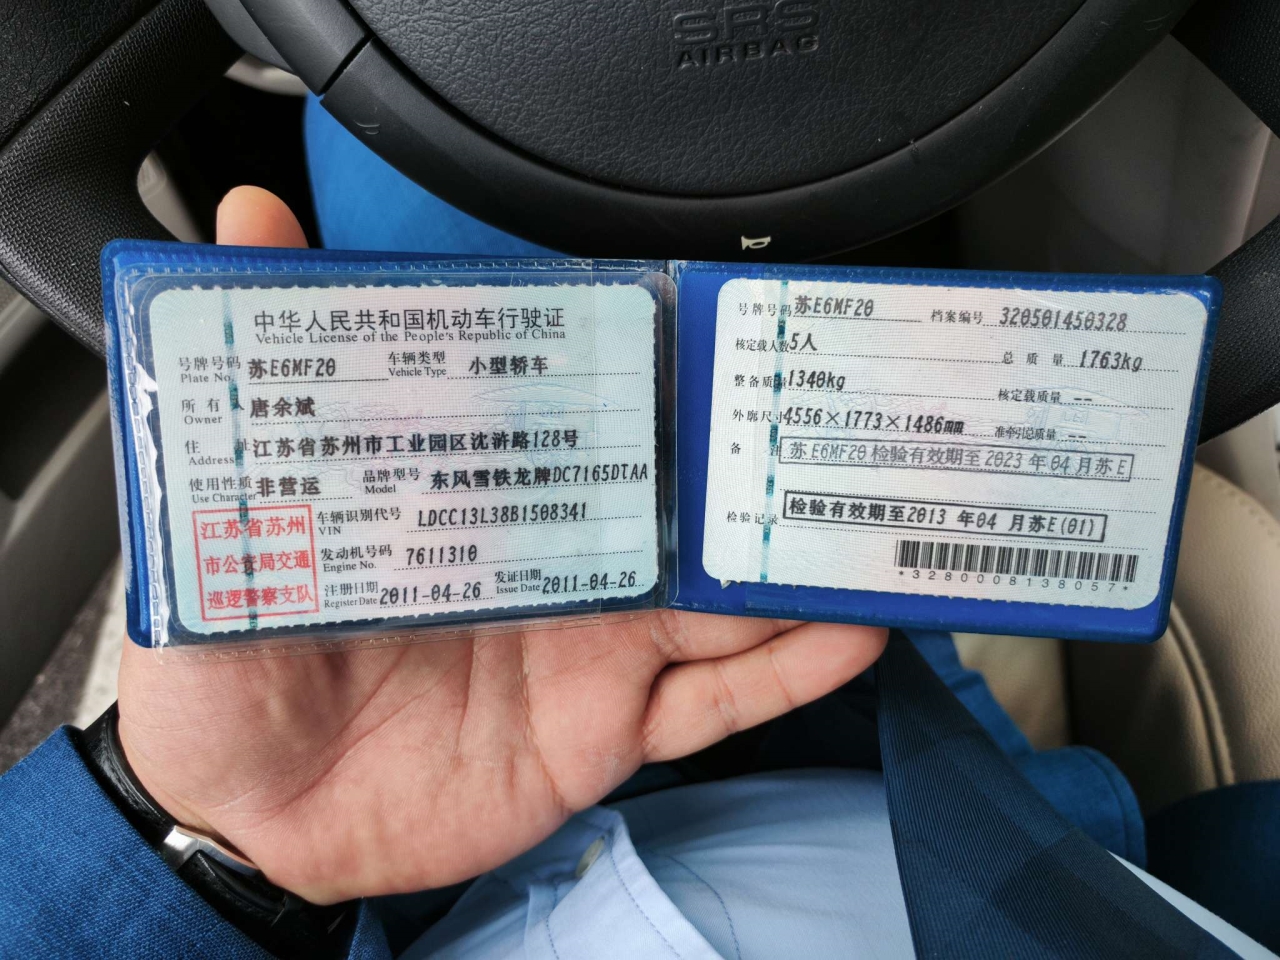 SRS
AIRBAG
中华人民共和国机动车行驶证
Vehicle License of the People's Republic of China
号牌号码 苏E6MF20 车辆类型 小型轿车
Plate No. Vehicle Type
所有人 唐余斌
Owner
住址 江苏省苏州市工业园区沈浒路128号
Address
使用性质 非营运 品牌型号 东风雪铁龙牌DC7165DTAA
Use Character Model
江苏省苏州
市公安局交通
巡逻警察支队
车辆识别代号 LDCC13L38B1508341
VIN
发动机号码 7611310
Engine No.
注册日期 2011-04-26 发证日期 2011-04-26
Register Date Issue Date
号牌号码 苏E6MF20 档案编号 320501450328
核定载人数 5人 总质量 1763kg
整备质量 1340kg 核定载质量 --
外廓尺寸 4556×1773×1486mm 准牵引总质量 --
备注 苏E6MF20 检验有效期至2023年04月苏E
检验记录 检验有效期至2013年04月苏E(01)
*3280008138057*